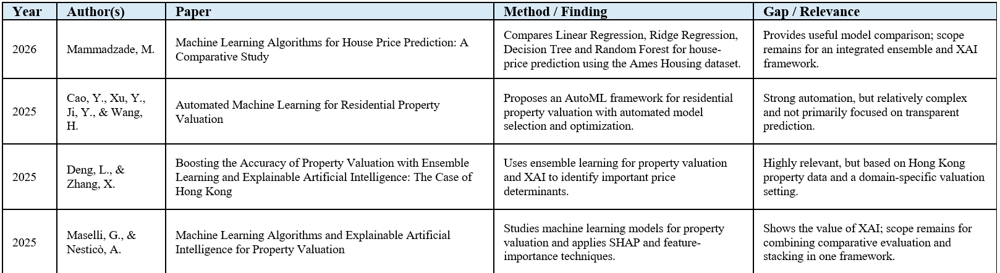 Year Author(s) Paper Method / Finding Gap / Relevance
2026
Mammadzade, M.
Machine Learning Algorithms for House Price Prediction: A
Comparative Study
Compares Linear Regression, Ridge Regression,
Decision Tree and Random Forest for house-
price prediction using the Ames Housing dataset.
Provides useful model comparison; scope
remains for an integrated ensemble and XAI
framework.
2025
Cao, Y., Xu, Y.,
Ji, Y., & Wang,
H.
Automated Machine Learning for Residential Property
Valuation
Proposes an AutoML framework for residential
property valuation with automated model
selection and optimization.
Strong automation, but relatively complex
and not primarily focused on transparent
prediction.
2025
Deng, L., &
Zhang, X.
Boosting the Accuracy of Property Valuation with Ensemble
Learning and Explainable Artificial Intelligence: The Case of
Hong Kong
Uses ensemble learning for property valuation
and XAI to identify important price
determinants.
Highly relevant, but based on Hong Kong
property data and a domain-specific valuation
setting.
2025
Maselli, G., &
Nesticò, A.
Machine Learning Algorithms and Explainable Artificial
Intelligence for Property Valuation
Studies machine learning models for property
valuation and applies SHAP and feature-
importance techniques.
Shows the value of XAI; scope remains for
combining comparative evaluation and
stacking in one framework.